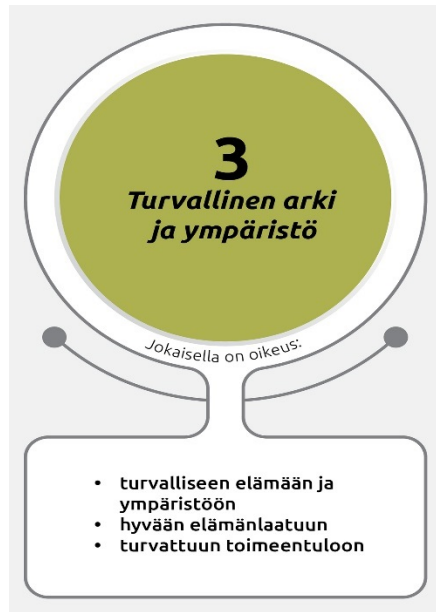 3
Turvallinen arki
ja ympäristö
Jokaisella on oikeus:
• turvalliseen elämään ja
ympäristöön
• hyvään elämänlaatuun
• turvattuun toimeentuloon